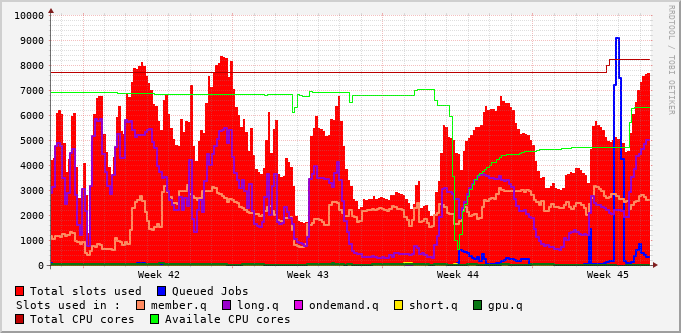 10000
9000
8000
7000
6000
5000
4000
3000
2000
1000
0
Week 42 Week 43 Week 44 Week 45
Total slots used Queued Jobs
Slots used in : member.q long.q ondemand.q short.q gpu.q
Total CPU cores Availale CPU cores
RRDTOOL / TOBI OETIKER